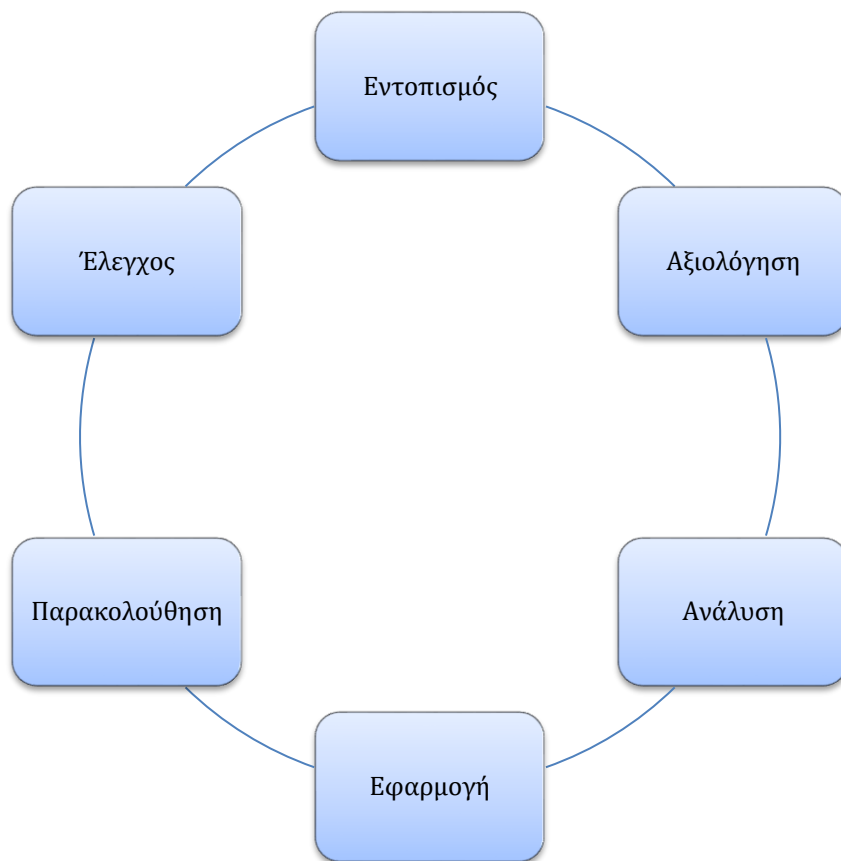 Εντοπισμός
Αξιολόγηση
Ανάλυση
Εφαρμογή
Παρακολούθηση
Έλεγχος